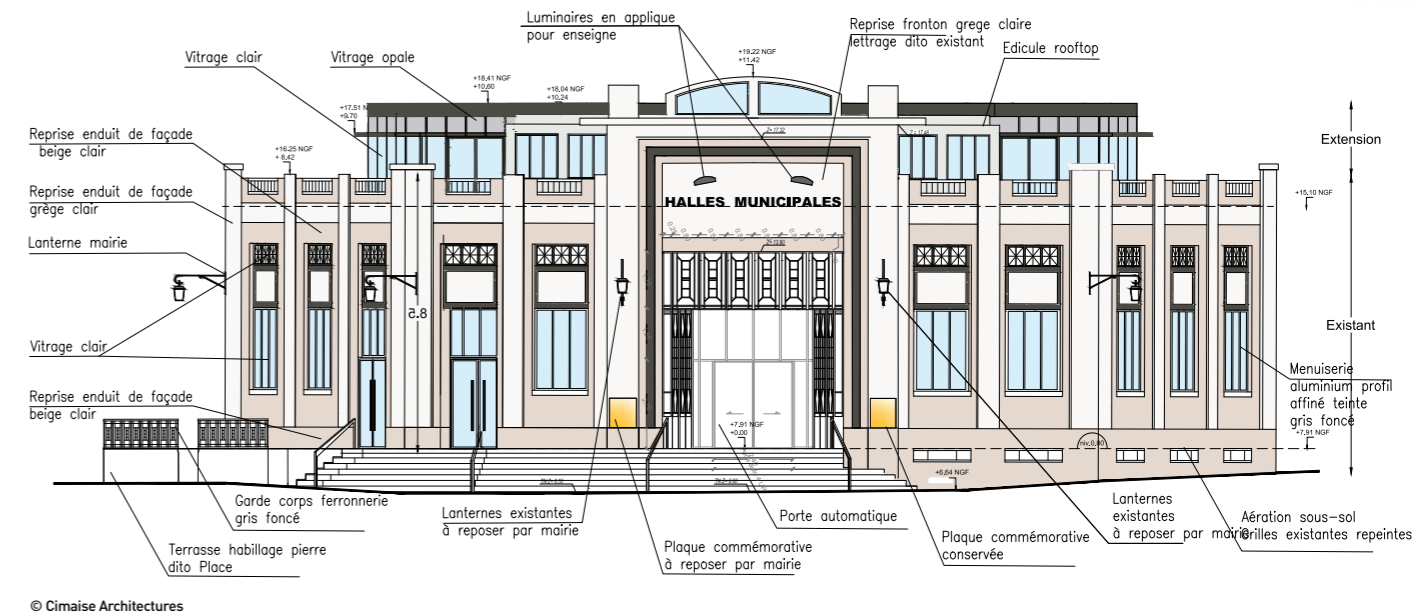 Luminaires en applique
pour enseigne
Reprise fronton grege claire
lettrage dito existant
Edicule rooftop
Vitrage clair
Vitrage opale
+19.22 NGF
+11.42
+18,41 NGF
+10,60
+18,04 NGF
+10,24
+17.51
+9.70
Extension
Reprise enduit de façade
beige clair
+16.25 NGF
+ 8,42
Z= 17.32
Reprise enduit de façade
grège clair
+15.10 NGF
HALLES MUNICIPALES
Lanterne mairie
8.5
Existant
Vitrage clair
Menuiserie
aluminium profil
affiné teinte
gris foncé
Reprise enduit de façade
beige clair
+7.91 NGF
+0,00
+7.91 NGF
niv.0,00
+6,64 NGF
Garde corps ferronnerie
gris foncé
Lanternes existantes
à reposer par mairie
Porte automatique
Lanternes
existantes
à reposer par mairie
Aération sous-sol
Grilles existantes repeintes
Terrasse habillage pierre
dito Place
Plaque commémorative
à reposer par mairie
Plaque commémorative
conservée
© Cimaise Architectures